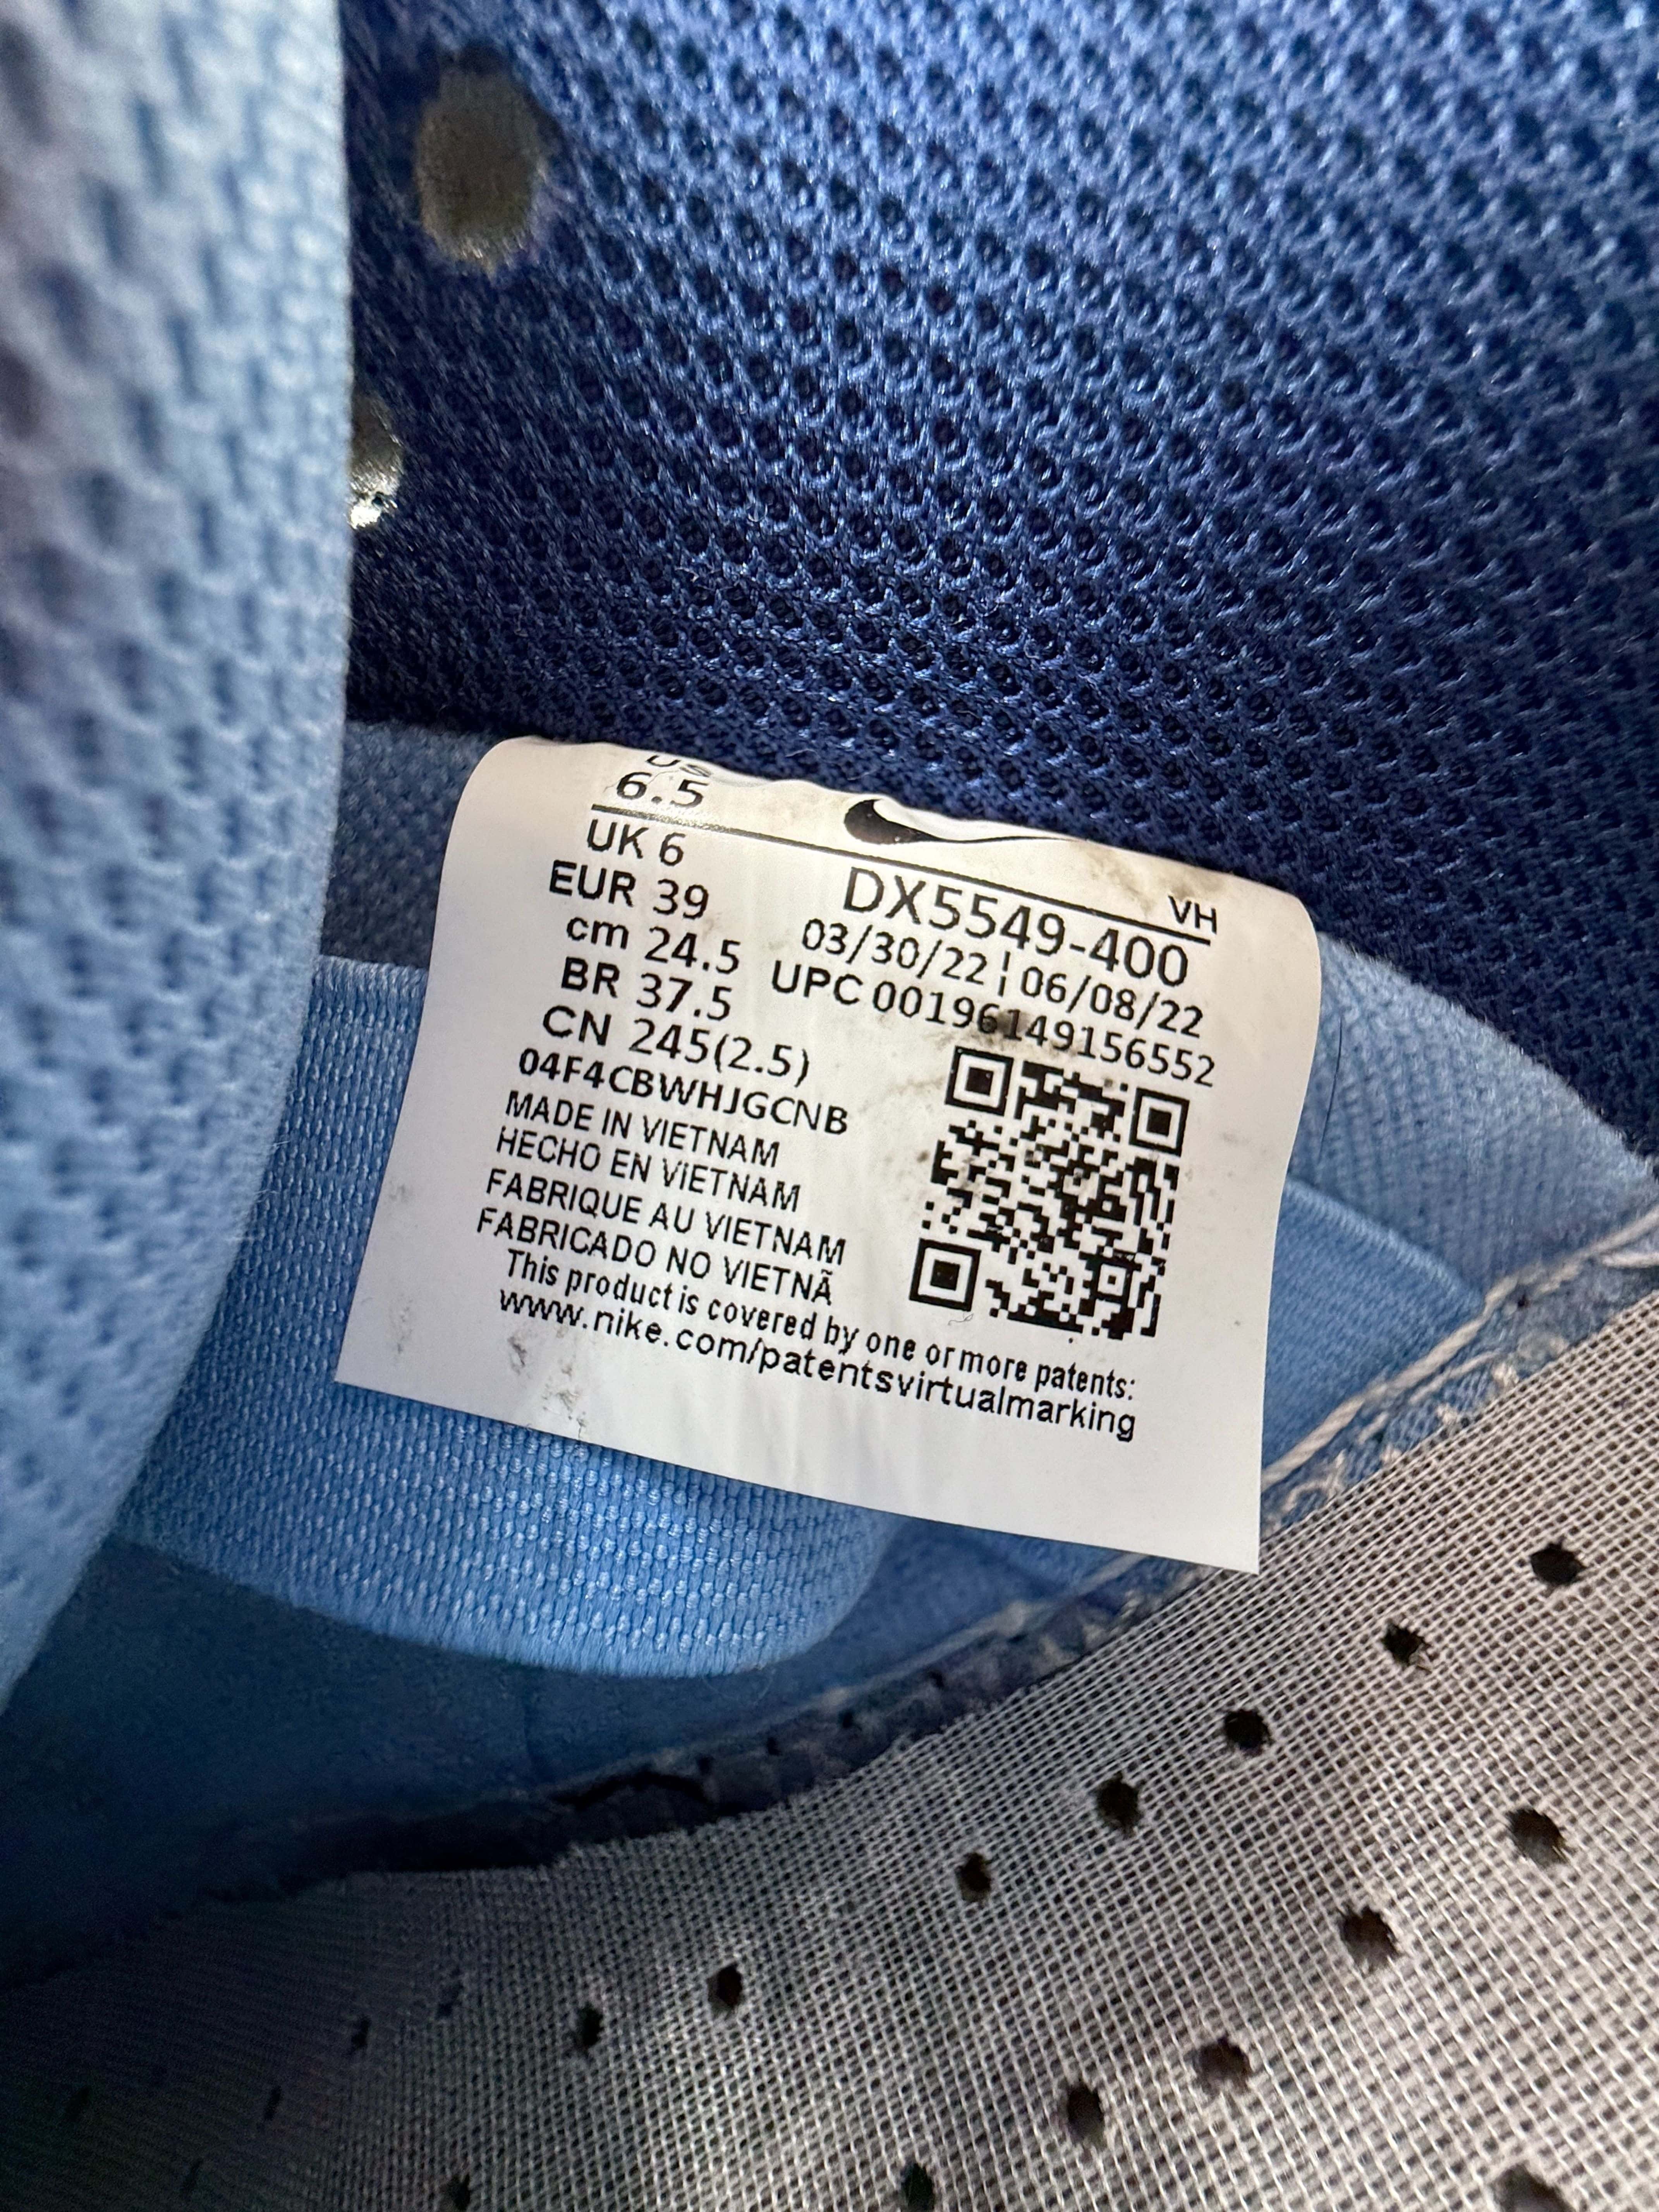 US
6.5
UK 6
EUR 39
cm 24.5
BR 37.5
CN 245(2.5)
04F4CBWHJGCNB
MADE IN VIETNAM
HECHO EN VIETNAM
FABRIQUE AU VIETNAM
FABRICADO NO VIETNÃ
This product is covered by one or more patents:
www.nike.com/patentsvirtualmarking
VH
DX5549-400
03/30/22 ¦ 06/08/22
UPC 00196149156552